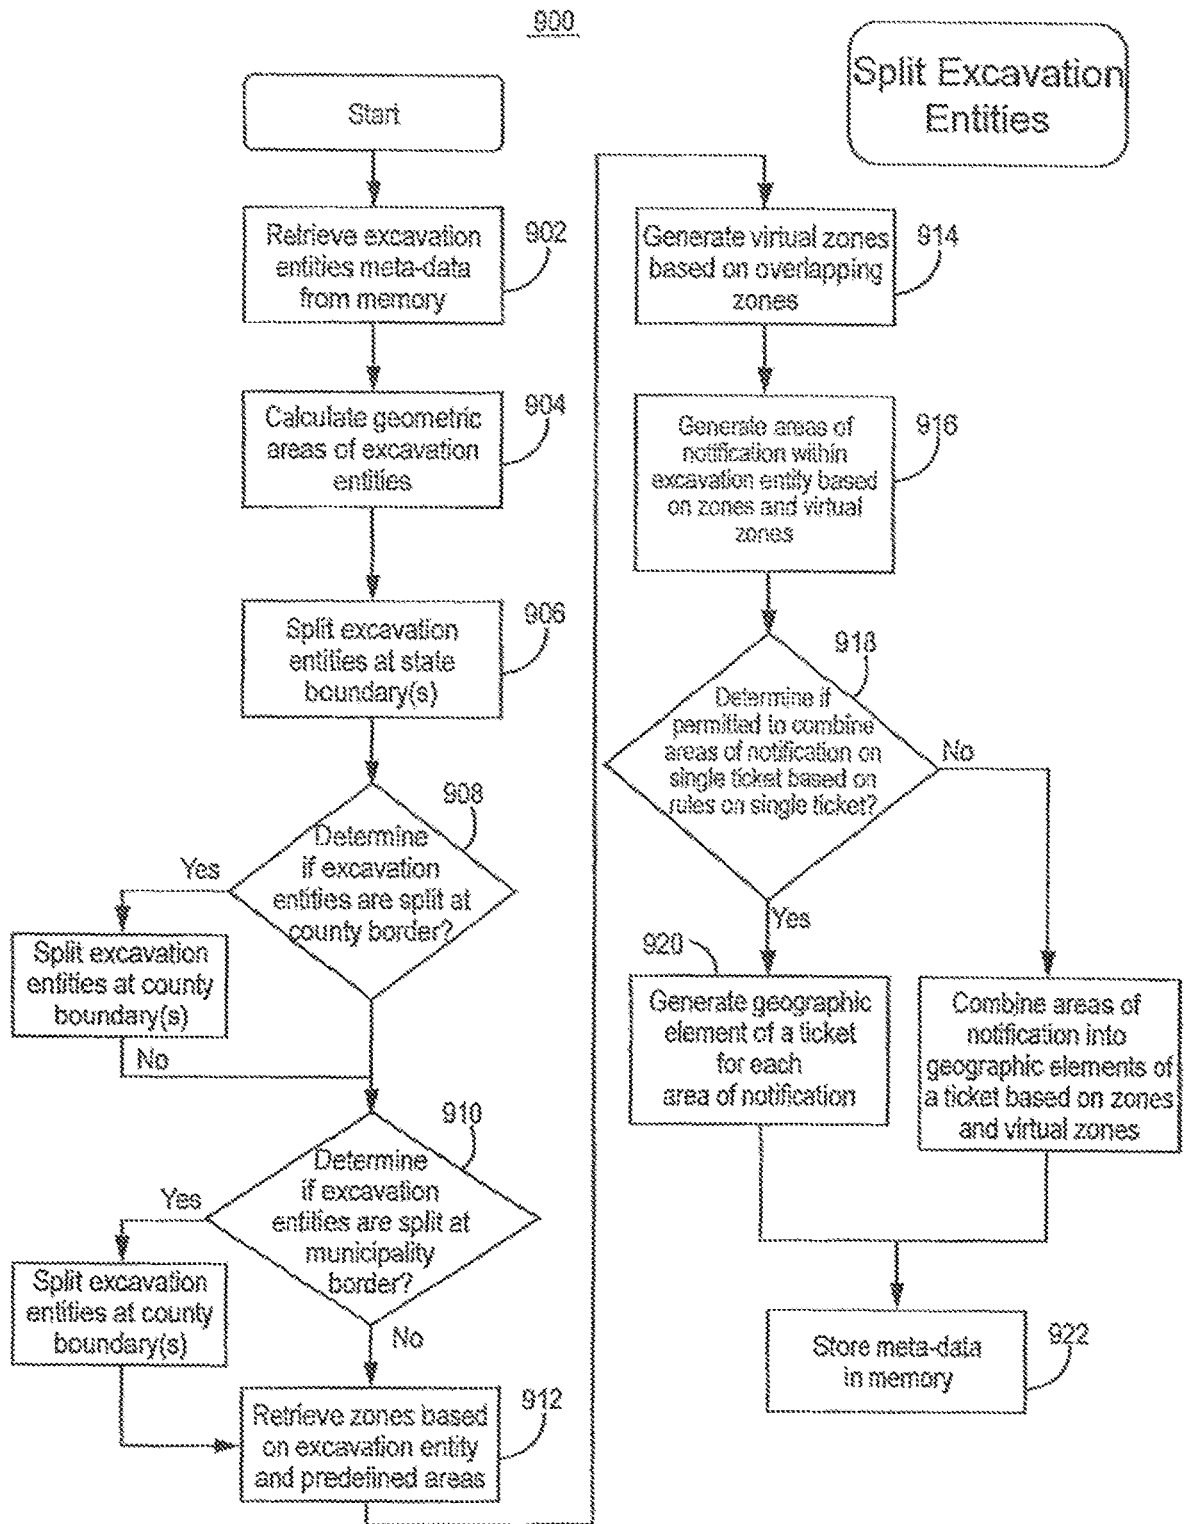 900
Split Excavation
Entities
Start
Retrieve excavation
entities meta-data
from memory
902
Calculate geometric
areas of excavation
entities
904
Split excavation
entities at state
boundary(s)
906
Determine
if excavation
entities are split at
county border?
908
Yes
Split excavation
entities at county
boundary(s)
No
Determine
if excavation
entities are split at
municipality
border?
910
Yes
Split excavation
entities at county
boundary(s)
No
Retrieve zones based
on excavation entity
and predefined areas
912
Generate virtual zones
based on overlapping
zones
914
Generate areas of
notification within
excavation entity based
on zones and virtual
zones
916
Determine if
permitted to combine
areas of notification on
single ticket based on
rules on single ticket?
918
No
Yes
920
Generate geographic
element of a ticket
for each
area of notification
Combine areas of
notification into
geographic elements of
a ticket based on zones
and virtual zones
Store meta-data
in memory
922